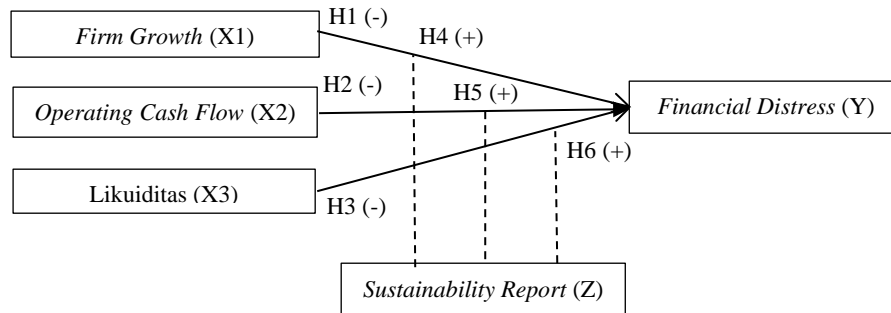 H1 (-)
Firm Growth (X1)
H4 (+)
H2 (-)
H5 (+)
Operating Cash Flow (X2)
Financial Distress (Y)
H6 (+)
Likuiditas (X3)
H3 (-)
Sustainability Report (Z)